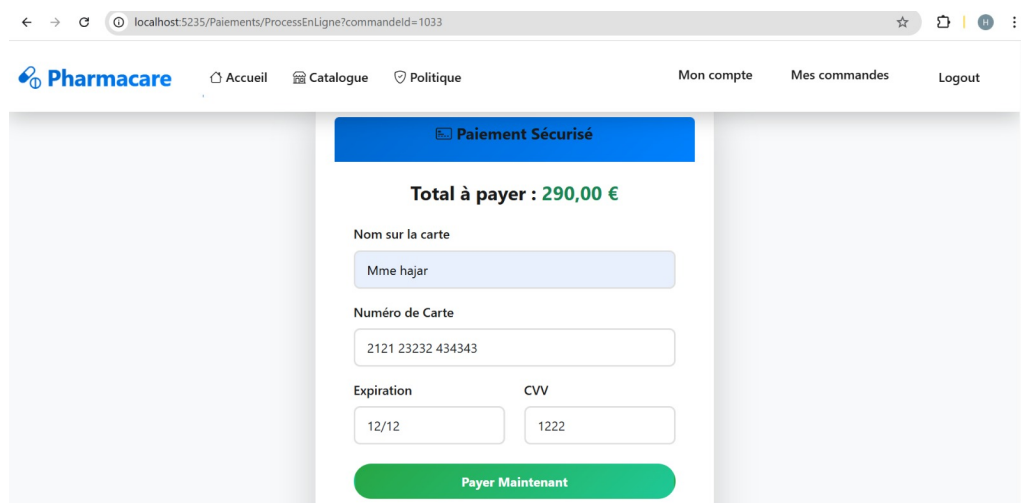 localhost:5235/Paiements/ProcessEnLigne?commandeId=1033
H
Pharmacare Accueil Catalogue Politique Mon compte Mes commandes Logout
Paiement Sécurisé
Total à payer : 290,00 €
Nom sur la carte
Mme hajar
Numéro de Carte
2121 23232 434343
Expiration CVV
12/12 1222
Payer Maintenant